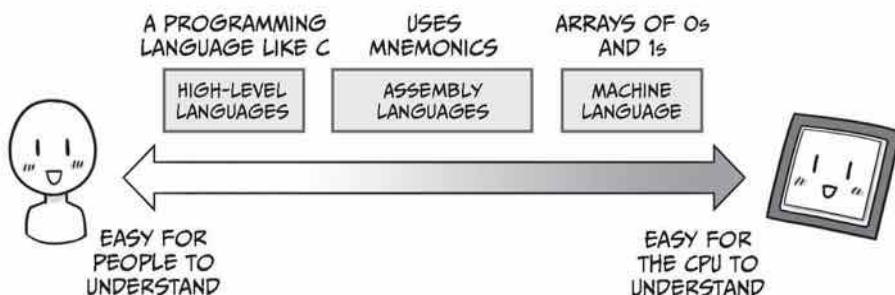 A PROGRAMMING
LANGUAGE LIKE C
HIGH-LEVEL
LANGUAGES
USES
MNEMONICS
ASSEMBLY
LANGUAGES
ARRAYS OF 0s
AND 1s
MACHINE
LANGUAGE
EASY FOR
PEOPLE TO
UNDERSTAND
EASY FOR
THE CPU TO
UNDERSTAND